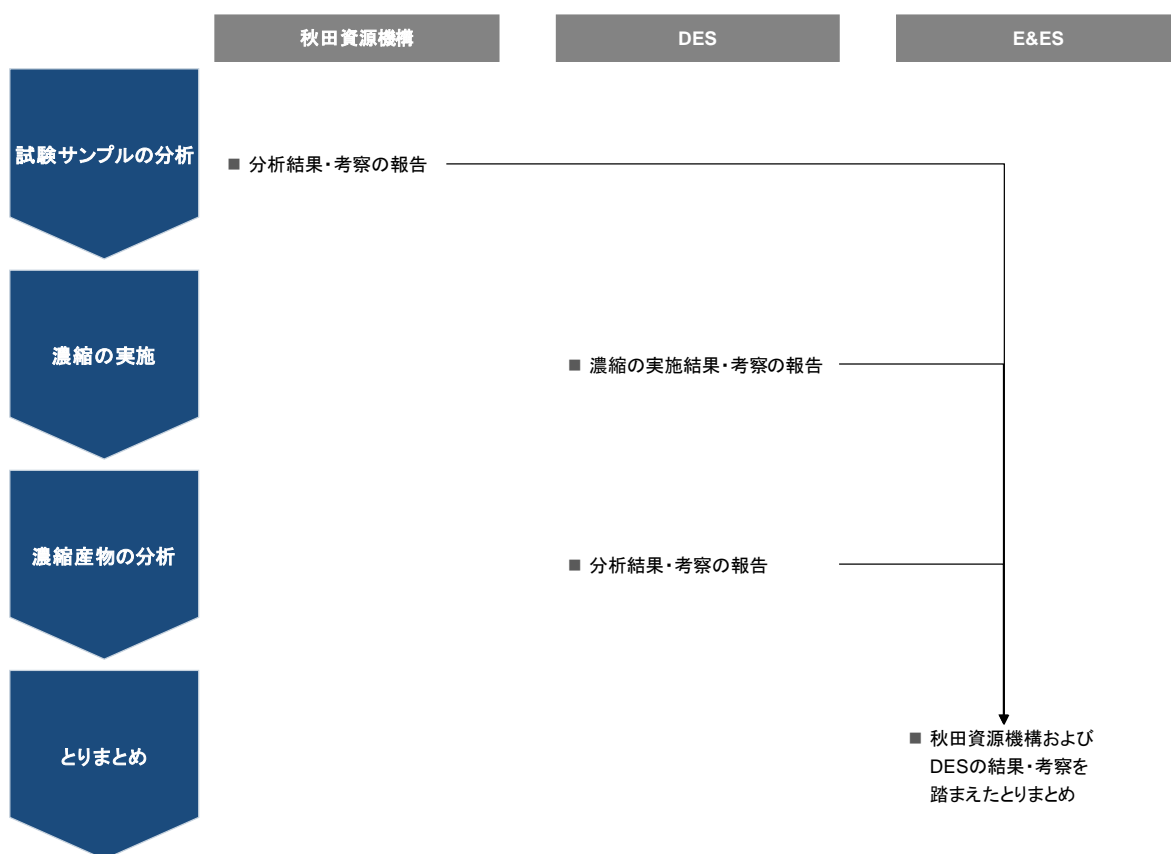 秋田資源機構
DES
E&ES
試験サンプルの分析
■ 分析結果・考察の報告
濃縮の実施
■ 濃縮の実施結果・考察の報告
濃縮産物の分析
■ 分析結果・考察の報告
とりまとめ
■ 秋田資源機構および
DESの結果・考察を
踏まえたとりまとめ